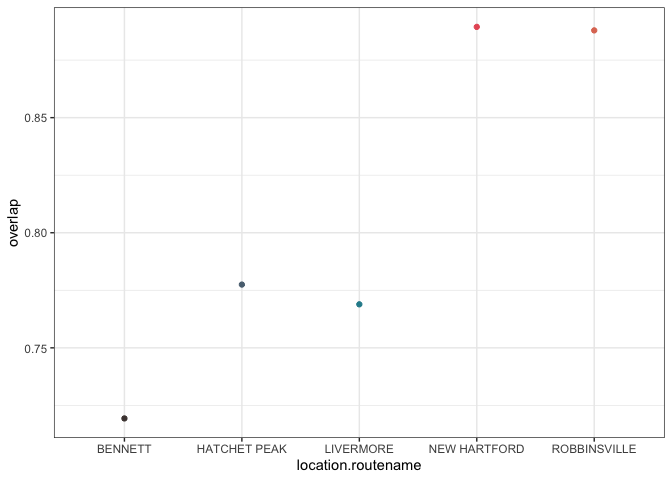 overlap
0.85
0.80
0.75
BENNETT HATCHET PEAK LIVERMORE NEW HARTFORD ROBBINSVILLE
location.routename